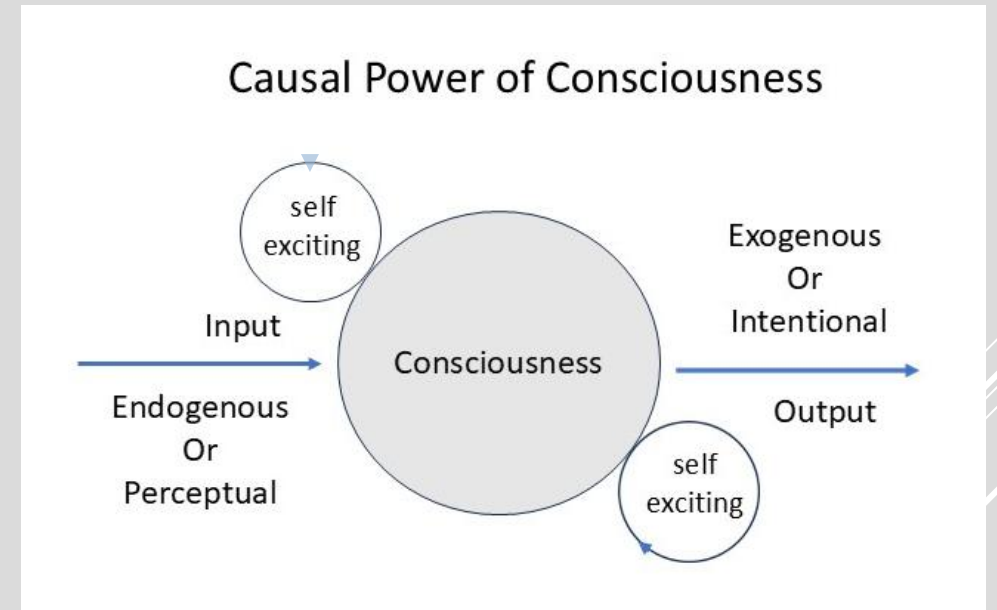 Causal Power of Consciousness
self
exciting
Input
Endogenous
Or
Perceptual
Consciousness
Exogenous
Or
Intentional
Output
self
exciting